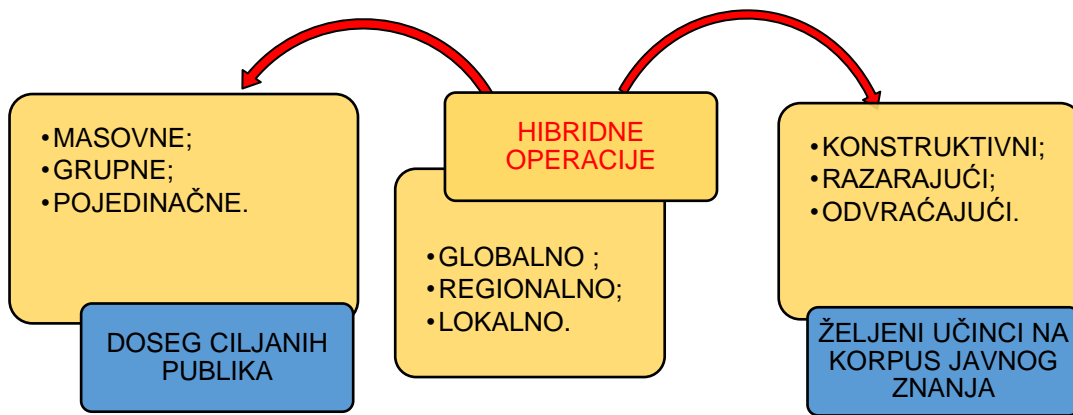 •MASOVNE;
•GRUPNE;
•POJEDINAČNE.
DOSEG CILJANIH
PUBLIKA
HIBRIDNE
OPERACIJE
•GLOBALNO ;
•REGIONALNO;
•LOKALNO.
•KONSTRUKTIVNI;
•RAZARAJUĆI;
•ODVRAĆAJUĆI.
ŽELJENI UČINCI NA
KORPUS JAVNOG
ZNANJA